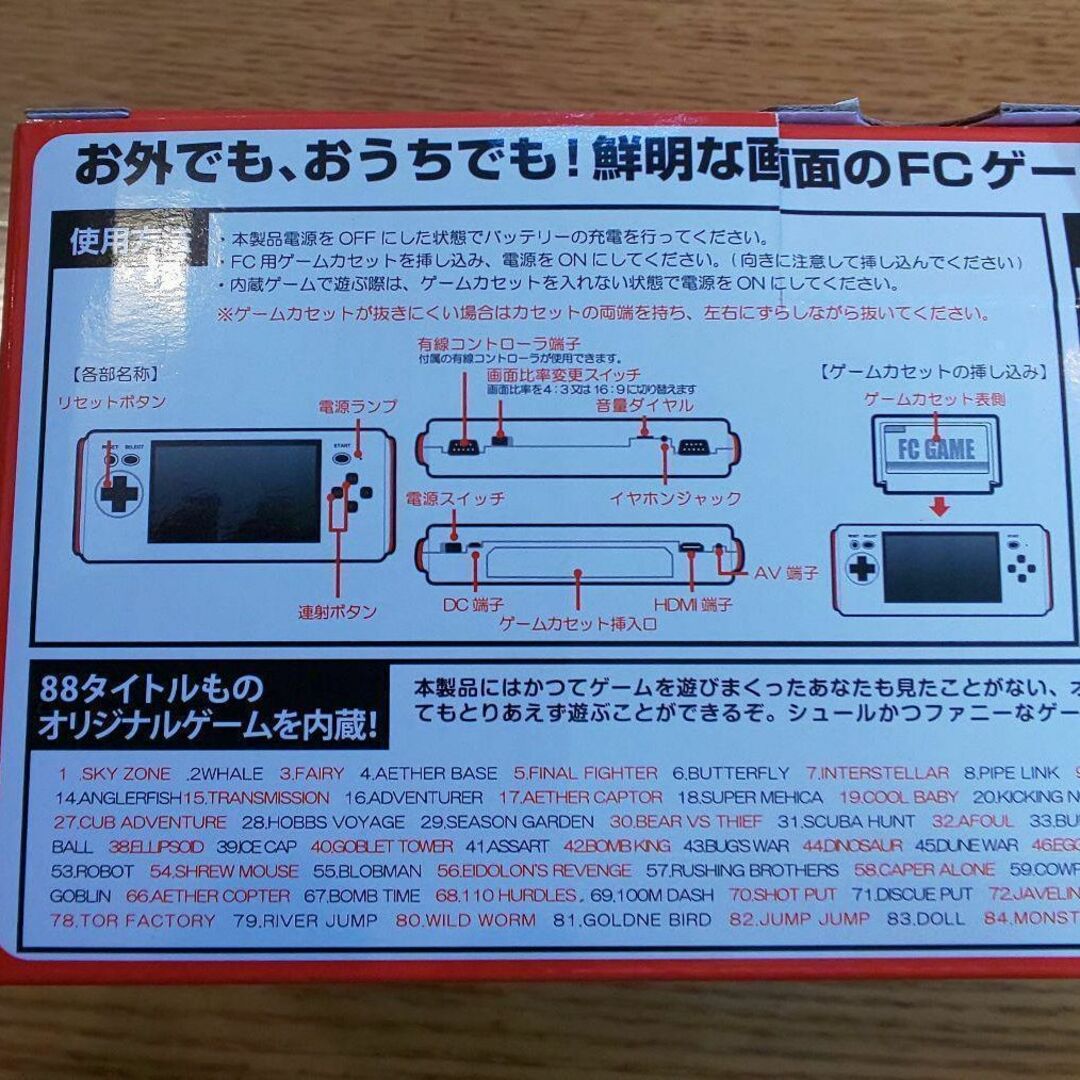 お外でも、おうちでも!鮮明な画面のFCゲー
使用方法
・本製品電源をOFFにした状態でバッテリーの充電を行ってください。
・FC用ゲームカセットを挿し込み、電源をONにしてください。(向きに注意して挿し込んでください)
・内蔵ゲームで遊ぶ際は、ゲームカセットを入れない状態で電源をONにしてください。
※ゲームカセットが抜きにくい場合はカセットの両端を持ち、左右にずらしながら抜いてください。
【各部名称】
リセットボタン
電源ランプ
RESET SELECT
START
連射ボタン
有線コントローラ端子
付属の有線コントローラが使用できます。
画面比率変更スイッチ
画面比率を4:3又は16:9に切り替えます
音量ダイヤル
電源スイッチ
イヤホンジャック
DC端子
ゲームカセット挿入口
HDMI端子
AV端子
【ゲームカセットの挿し込み】
ゲームカセット表側
FC GAME
88タイトルもの
オリジナルゲームを内蔵!
本製品にはかつてゲームを遊びまくったあなたも見たことがない、
てもとりあえず遊ぶことができるぞ。シュールかつファニーなゲー
1 .SKY ZONE .2WHALE 3.FAIRY 4.AETHER BASE 5.FINAL FIGHTER 6.BUTTERFLY 7.INTERSTELLAR 8.PIPE LINK
14.ANGLERFISH15.TRANSMISSION 16.ADVENTURER 17.AETHER CAPTOR 18.SUPER MEHICA 19.COOL BABY 20.KICKING
27.CUB ADVENTURE 28.HOBBS VOYAGE 29.SEASON GARDEN 30.BEAR VS THIEF 31.SCUBA HUNT 32.AFOUL 33.BU
BALL 38.ELLIPSOID 39.ICE CAP 40.GOBLET TOWER 41.ASSART 42.BOMB KING 43.BUG'S WAR 44.DINOSAUR 45.DUNE WAR 46.EGG
53.ROBOT 54.SHREW MOUSE 55.BLOBMAN 56.EIDOLON'S REVENGE 57.RUSHING BROTHERS 58.CAPER ALONE 59.COW
GOBLIN 66.AETHER COPTER 67.BOMB TIME 68.110 HURDLES. 69.100M DASH 70.SHOT PUT 71.DISCUE PUT 72.JAVELIN
78.TOR FACTORY 79.RIVER JUMP 80.WILD WORM 81.GOLDNE BIRD 82.JUMP JUMP 83.DOLL 84.MONST